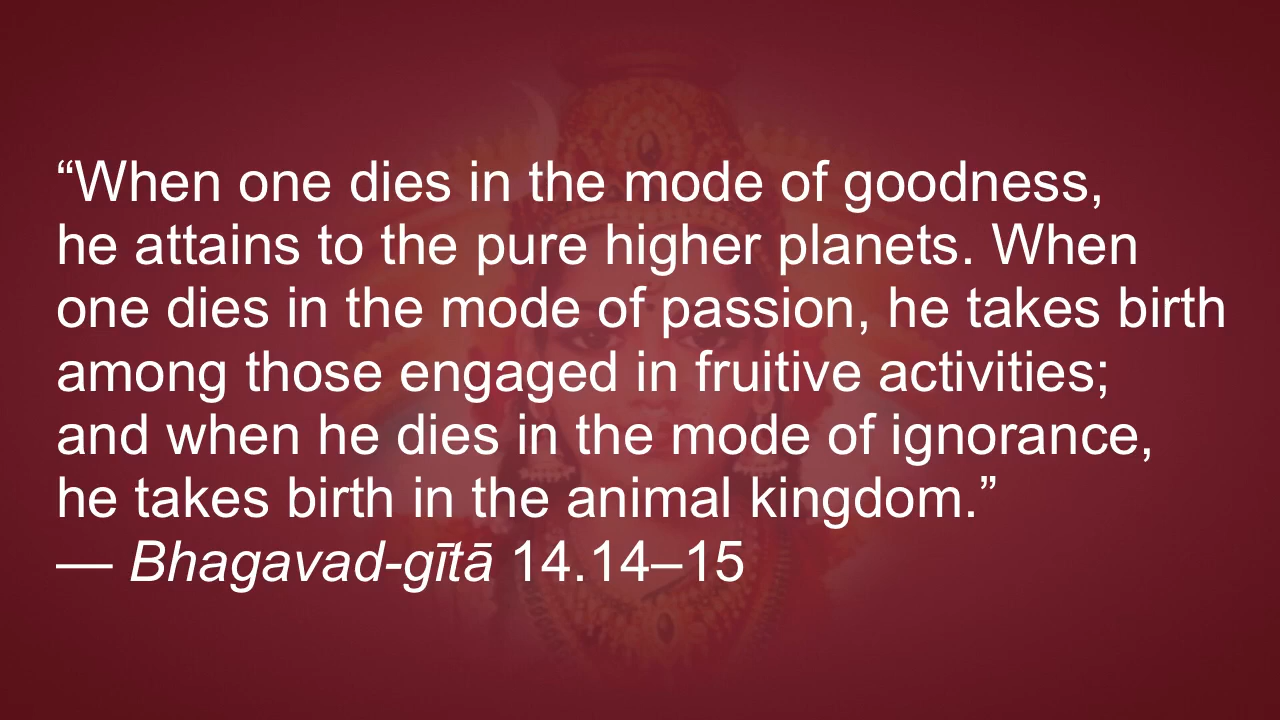 “When one dies in the mode of goodness,
he attains to the pure higher planets. When
one dies in the mode of passion, he takes birth
among those engaged in fruitive activities;
and when he dies in the mode of ignorance,
he takes birth in the animal kingdom.”
— Bhagavad-gītā 14.14–15